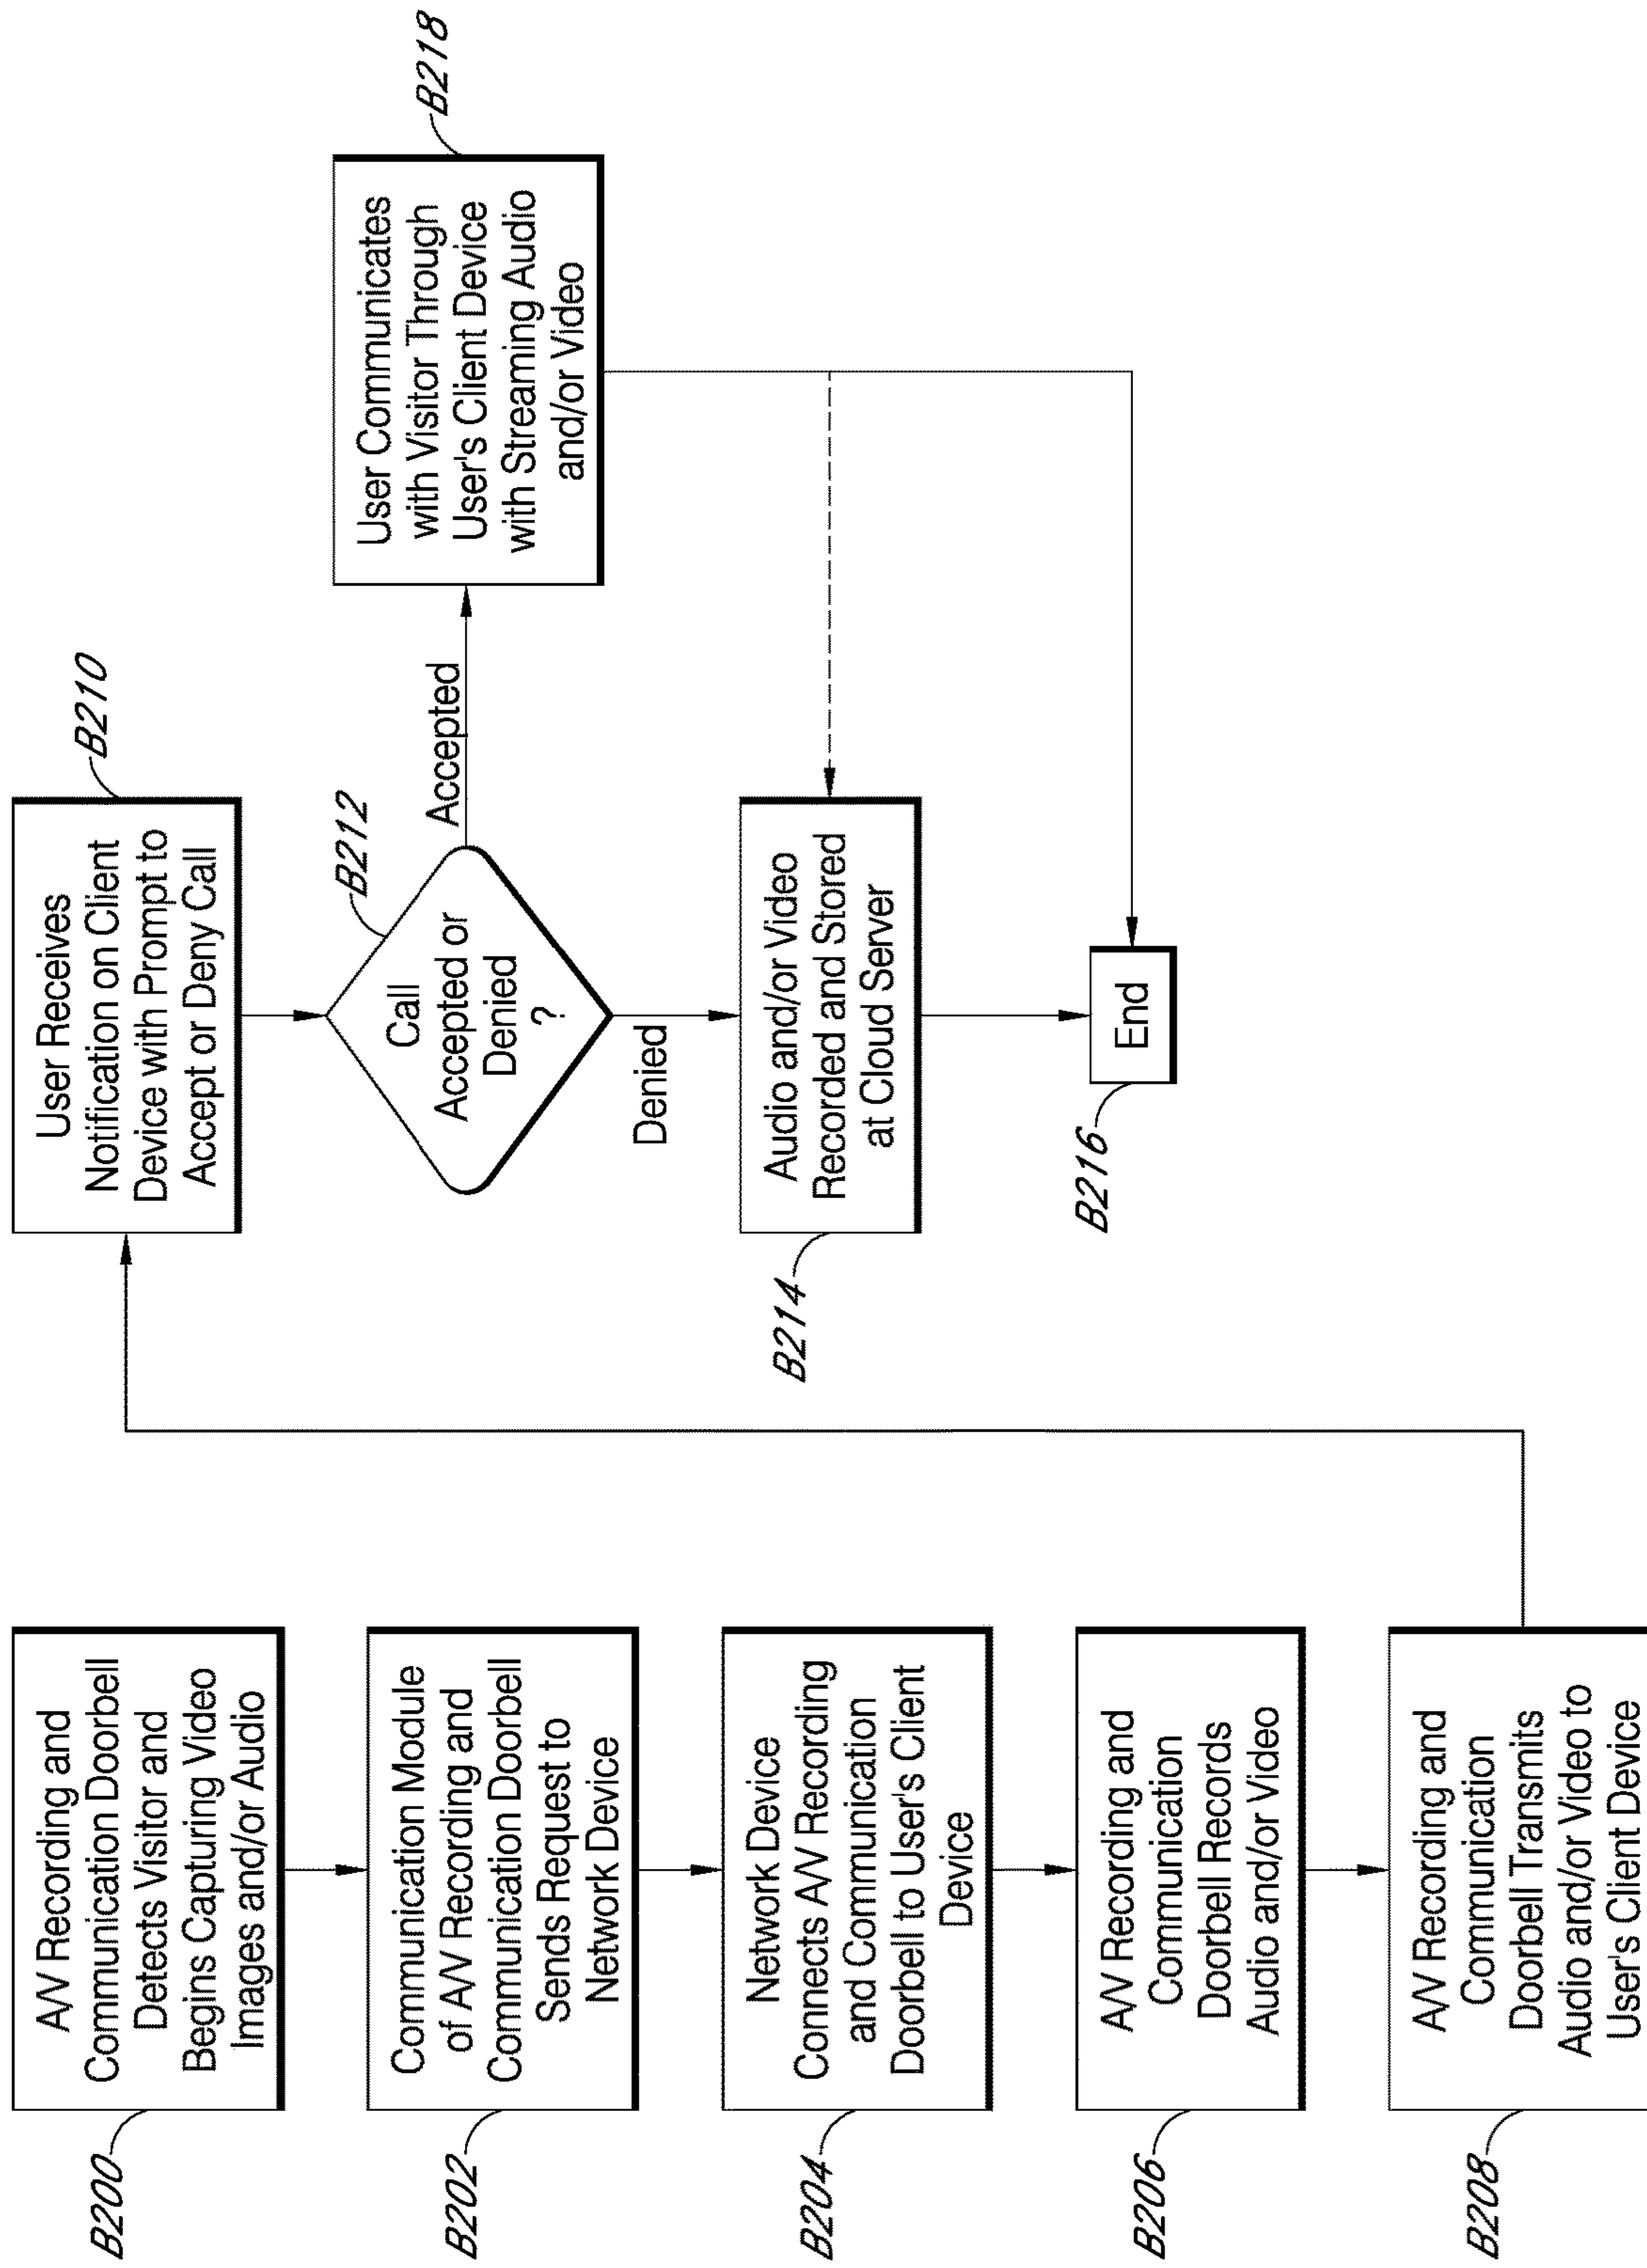 B200
A/V Recording and
Communication Doorbell
Detects Visitor and
Begins Capturing Video
Images and/or Audio
B202
Communication Module
of A/V Recording and
Communication Doorbell
Sends Request to
Network Device
B204
Network Device
Connects A/V Recording
and Communication
Doorbell to User's Client
Device
B206
A/V Recording and
Communication
Doorbell Records
Audio and/or Video
B208
A/V Recording and
Communication
Doorbell Transmits
Audio and/or Video to
User's Client Device
B210
User Receives
Notification on Client
Device with Prompt to
Accept or Deny Call
B212
Call
Accepted or
Denied
?
Accepted
Denied
B218
User Communicates
with Visitor Through
User's Client Device
with Streaming Audio
and/or Video
B214
Audio and/or Video
Recorded and Stored
at Cloud Server
B216
End